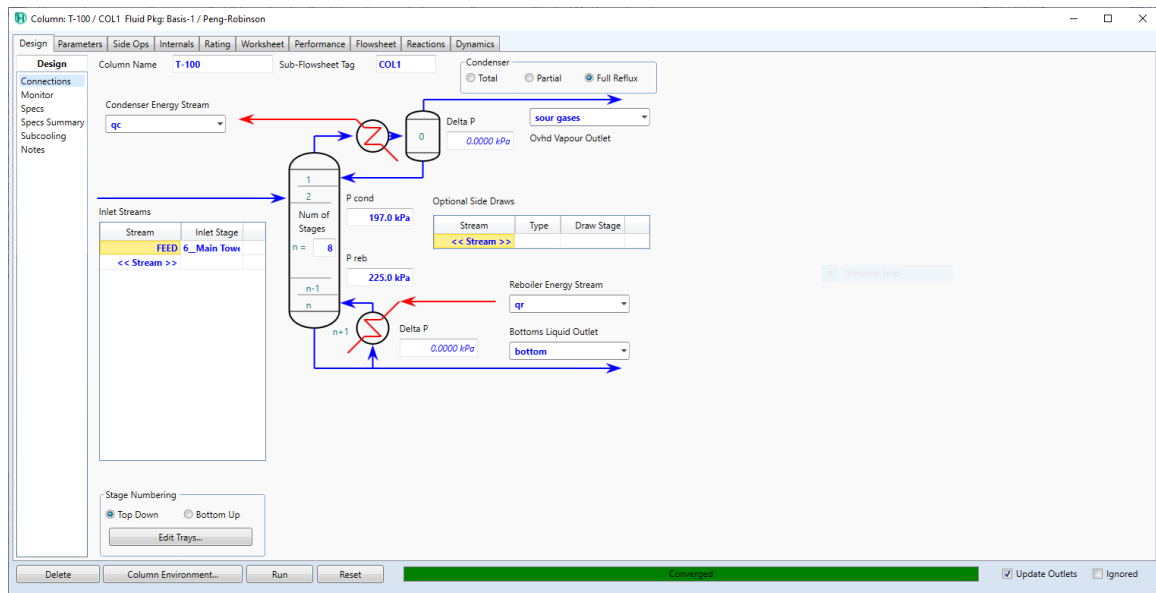 Column: T-100 / COL1 Fluid Pkg: Basis-1 / Peng-Robinson
Design Parameters Side Ops Internals Rating Worksheet Performance Flowsheet Reactions Dynamics
Design
Connections
Monitor
Specs
Specs Summary
Subcooling
Notes
Column Name T-100 Sub-Flowsheet Tag COL1
Condenser
Total Partial Full Reflux
Condenser Energy Stream
qc
0
Delta P
0.0000 kPa
sour gases
Ovhd Vapour Outlet
1
2
Num of
Stages
n = 8
n-1
n
n+1
P cond
197.0 kPa
P reb
225.0 kPa
Delta P
0.0000 kPa
Inlet Streams
Stream Inlet Stage
FEED 6__Main Towe
<< Stream >>
Optional Side Draws
Stream Type Draw Stage
<< Stream >>
Window Snip
Reboiler Energy Stream
qr
Bottoms Liquid Outlet
bottom
Stage Numbering
Top Down Bottom Up
Edit Trays...
Delete Column Environment... Run Reset Converged Update Outlets Ignored